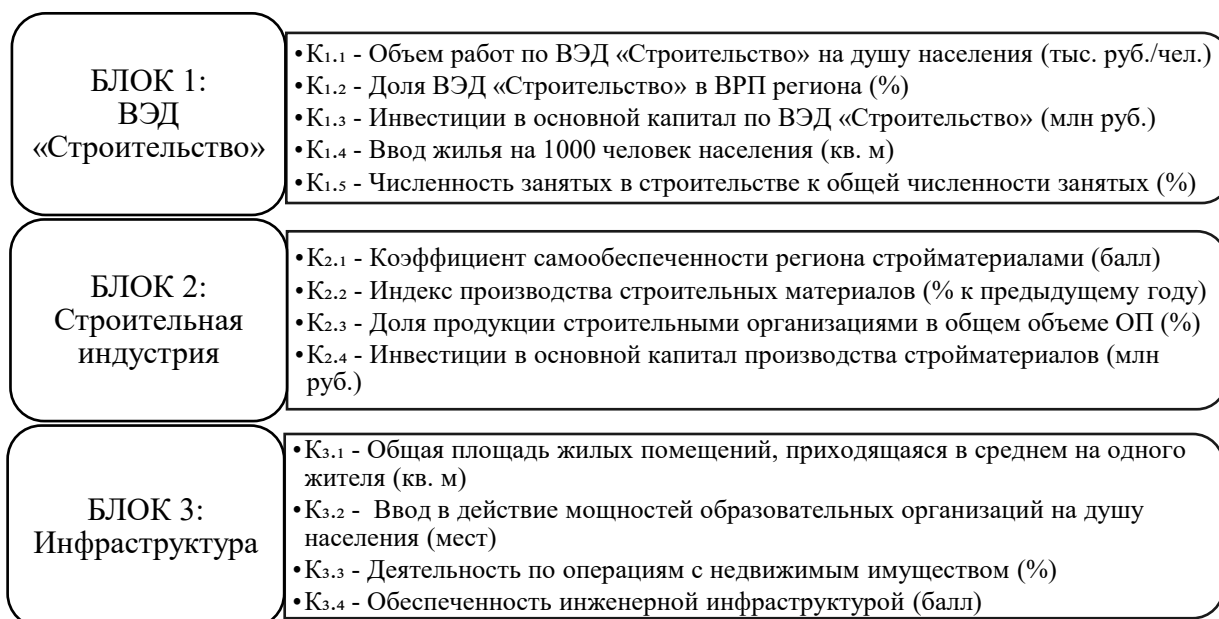 БЛОК 1:
ВЭД
«Строительство»
•К₁.₁ - Объем работ по ВЭД «Строительство» на душу населения (тыс. руб./чел.)
•К₁.₂ - Доля ВЭД «Строительство» в ВРП региона (%)
•К₁.₃ - Инвестиции в основной капитал по ВЭД «Строительство» (млн руб.)
•К₁.₄ - Ввод жилья на 1000 человек населения (кв. м)
•К₁.₅ - Численность занятых в строительстве к общей численности занятых (%)
БЛОК 2:
Строительная
индустрия
•К₂.₁ - Коэффициент самообеспеченности региона стройматериалами (балл)
•К₂.₂ - Индекс производства строительных материалов (% к предыдущему году)
•К₂.₃ - Доля продукции строительными организациями в общем объеме ОП (%)
•К₂.₄ - Инвестиции в основной капитал производства стройматериалов (млн
руб.)
БЛОК 3:
Инфраструктура
•К₃.₁ - Общая площадь жилых помещений, приходящаяся в среднем на одного
жителя (кв. м)
•К₃.₂ - Ввод в действие мощностей образовательных организаций на душу
населения (мест)
•К₃.₃ - Деятельность по операциям с недвижимым имуществом (%)
•К₃.₄ - Обеспеченность инженерной инфраструктурой (балл)